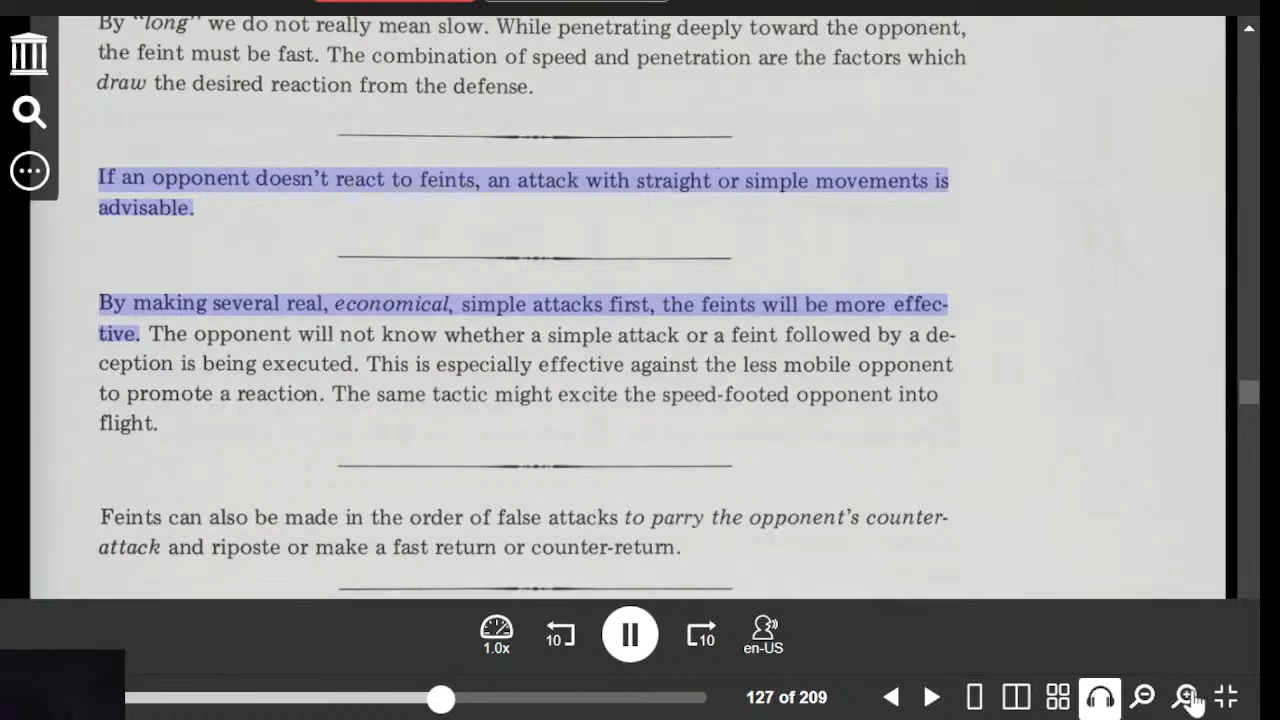 By "long" we do not really mean slow. While penetrating deeply toward the opponent,
the feint must be fast. The combination of speed and penetration are the factors which
draw the desired reaction from the defense.
If an opponent doesn't react to feints, an attack with straight or simple movements is
advisable.
By making several real, economical, simple attacks first, the feints will be more effec-
tive. The opponent will not know whether a simple attack or a feint followed by a de-
ception is being executed. This is especially effective against the less mobile opponent
to promote a reaction. The same tactic might excite the speed-footed opponent into
flight.
Feints can also be made in the order of false attacks to parry the opponent's counter-
attack and riposte or make a fast return or counter-return.
1.0x
10
10
en-US
127 of 209